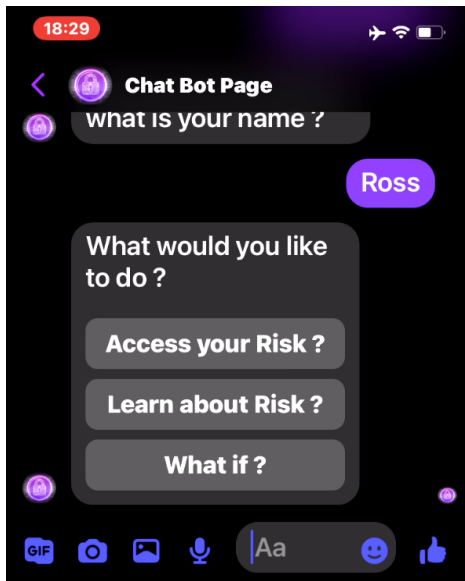 18:29
Chat Bot Page
what is your name ?
Ross
What would you like
to do ?
Access your Risk ?
Learn about Risk ?
What if ?
GIF
Aa